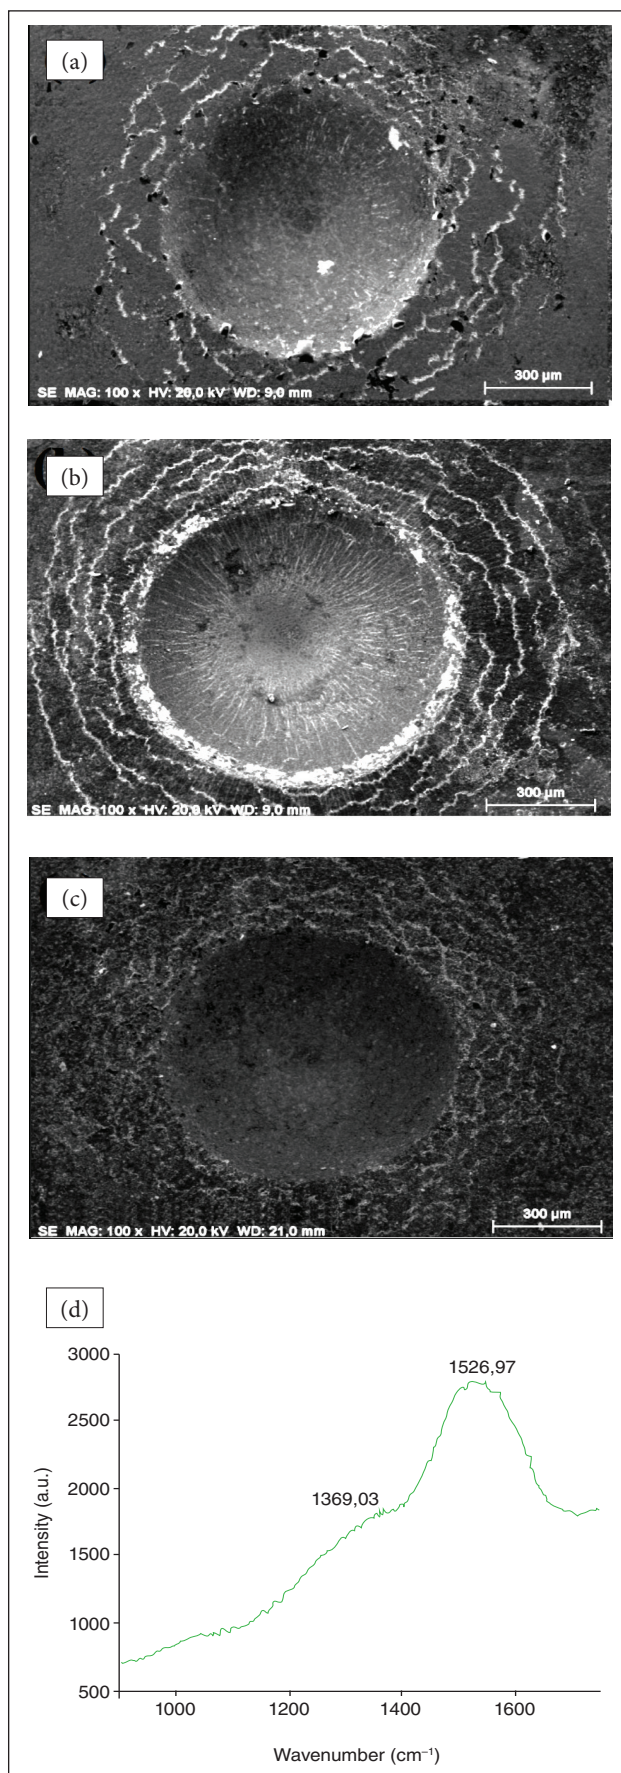 (a)
300 µm
SE MAG: 100 x HV: 20,0 kV WD: 9,0 mm
(b)
300 µm
SE MAG: 100 x HV: 20,0 kV WD: 9,0 mm
(c)
300 µm
SE MAG: 100 x HV: 20,0 kV WD: 21,0 mm
(d)
3000
1526,97
2500
2000
1369,03
Intensity (a.u.)
1500
1000
500
1000 1200 1400 1600
Wavenumber (cm⁻¹)